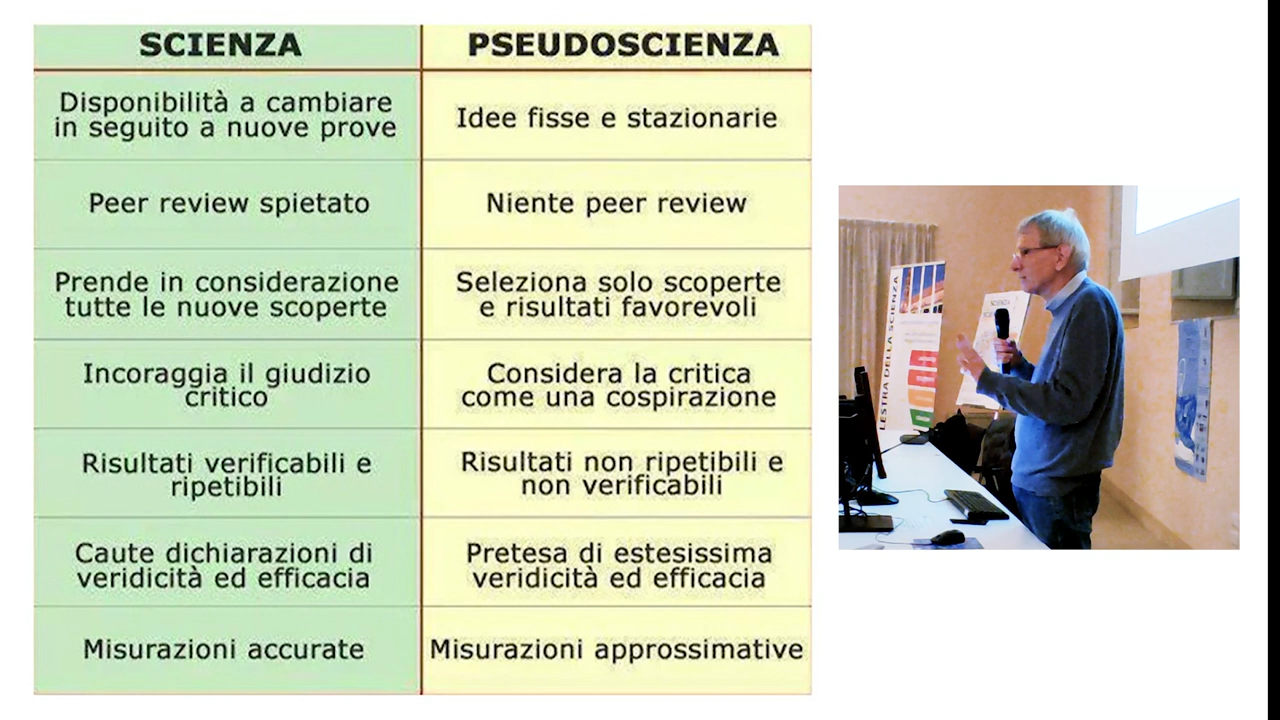 SCIENZA
PSEUDOSCIENZA
Disponibilità a cambiare
in seguito a nuove prove
Idee fisse e stazionarie
Peer review spietato
Niente peer review
Prende in considerazione
tutte le nuove scoperte
Seleziona solo scoperte
e risultati favorevoli
Incoraggia il giudizio
critico
Considera la critica
come una cospirazione
Risultati verificabili e
ripetibili
Risultati non ripetibili e
non verificabili
Caute dichiarazioni di
veridicità ed efficacia
Pretesa di estesissima
veridicità ed efficacia
Misurazioni accurate
Misurazioni approssimative
LESTRA DELLA SCIENZA